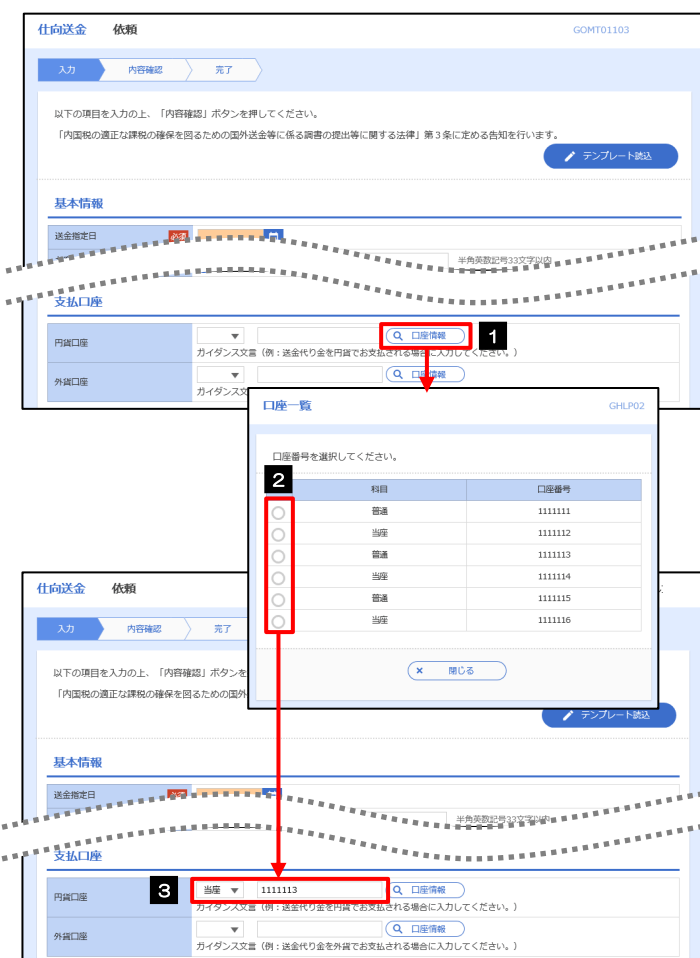 仕向送金 依頼 GOMT01103
入力 内容確認 完了
以下の項目を入力の上、「内容確認」ボタンを押してください。
「内国税の適正な課税の確保を図るための国外送金等に係る調書の提出等に関する法律」第3条に定める告知を行います。
テンプレート読込
基本情報
送金指定日 必須
半角英数記号33文字以内
支払口座
円貨口座 口座情報 1
ガイダンス文言（例：送金代り金を円貨でお支払される場合に入力してください。）
外貨口座 口座情報
ガイダンス文
口座一覧 GHLP02
口座番号を選択してください。
2
科目 口座番号
普通 1111111
当座 1111112
普通 1111113
当座 1111114
普通 1111115
当座 1111116
× 閉じる
仕向送金 依頼
入力 内容確認 完了
以下の項目を入力の上、「内容確認」ボタンを
「内国税の適正な課税の確保を図るための国外
テンプレート読込
基本情報
送金指定日 必須
半角英数記号33文字以内
支払口座
円貨口座 3 当座 1111113 口座情報
ガイダンス文言（例：送金代り金を円貨でお支払される場合に入力してください。）
外貨口座 口座情報
ガイダンス文言（例：送金代り金を外貨でお支払される場合に入力してください。）